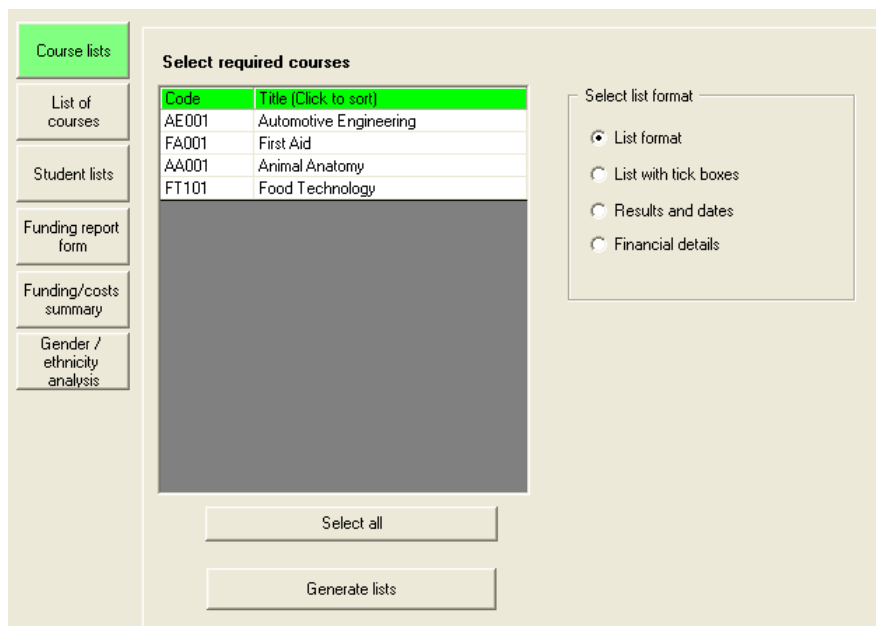 Course lists
List of
courses
Student lists
Funding report
form
Funding/costs
summary
Gender /
ethnicity
analysis
Select required courses
Code Title (Click to sort)
AE001 Automotive Engineering
FA001 First Aid
AA001 Animal Anatomy
FT101 Food Technology
Select all
Generate lists
Select list format
List format
List with tick boxes
Results and dates
Financial details